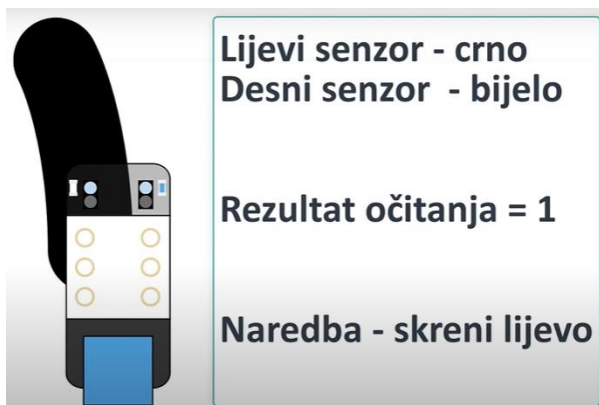 Lijevi senzor - crno
Desni senzor - bijelo
Rezultat očitanja = 1
Naredba - skreni lijevo